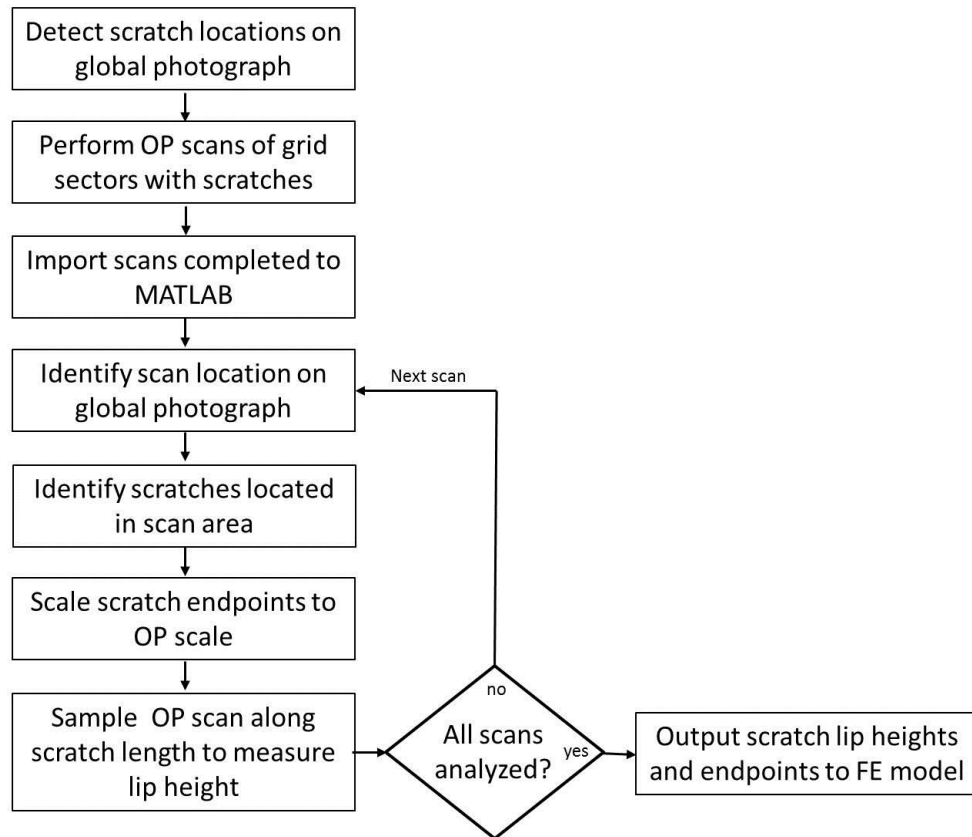 Detect scratch locations on
global photograph
Perform OP scans of grid
sectors with scratches
Import scans completed to
MATLAB
Identify scan location on
global photograph
Next scan
Identify scratches located
in scan area
Scale scratch endpoints to
OP scale
Sample OP scan along
scratch length to measure
lip height
no
All scans
analyzed?
yes
Output scratch lip heights
and endpoints to FE model